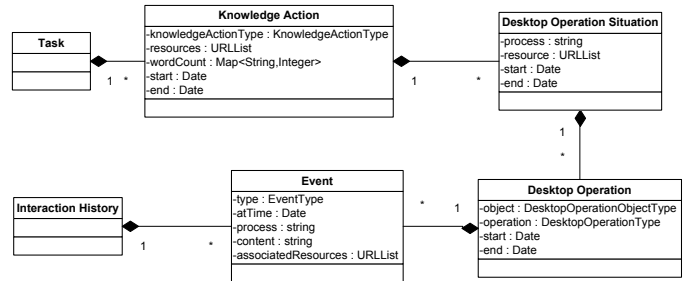 Task
1
*
Knowledge Action
-knowledgeActionType : KnowledgeActionType
-resources : URLList
-wordCount : Map<String,Integer>
-start : Date
-end : Date
1
*
Desktop Operation Situation
-process : string
-resource : URLList
-start : Date
-end : Date
1
*
Interaction History
1
*
Event
-type : EventType
-atTime : Date
-process : string
-content : string
-associatedResources : URLList
*
1
Desktop Operation
-object : DesktopOperationObjectType
-operation : DesktopOperationType
-start : Date
-end : Date